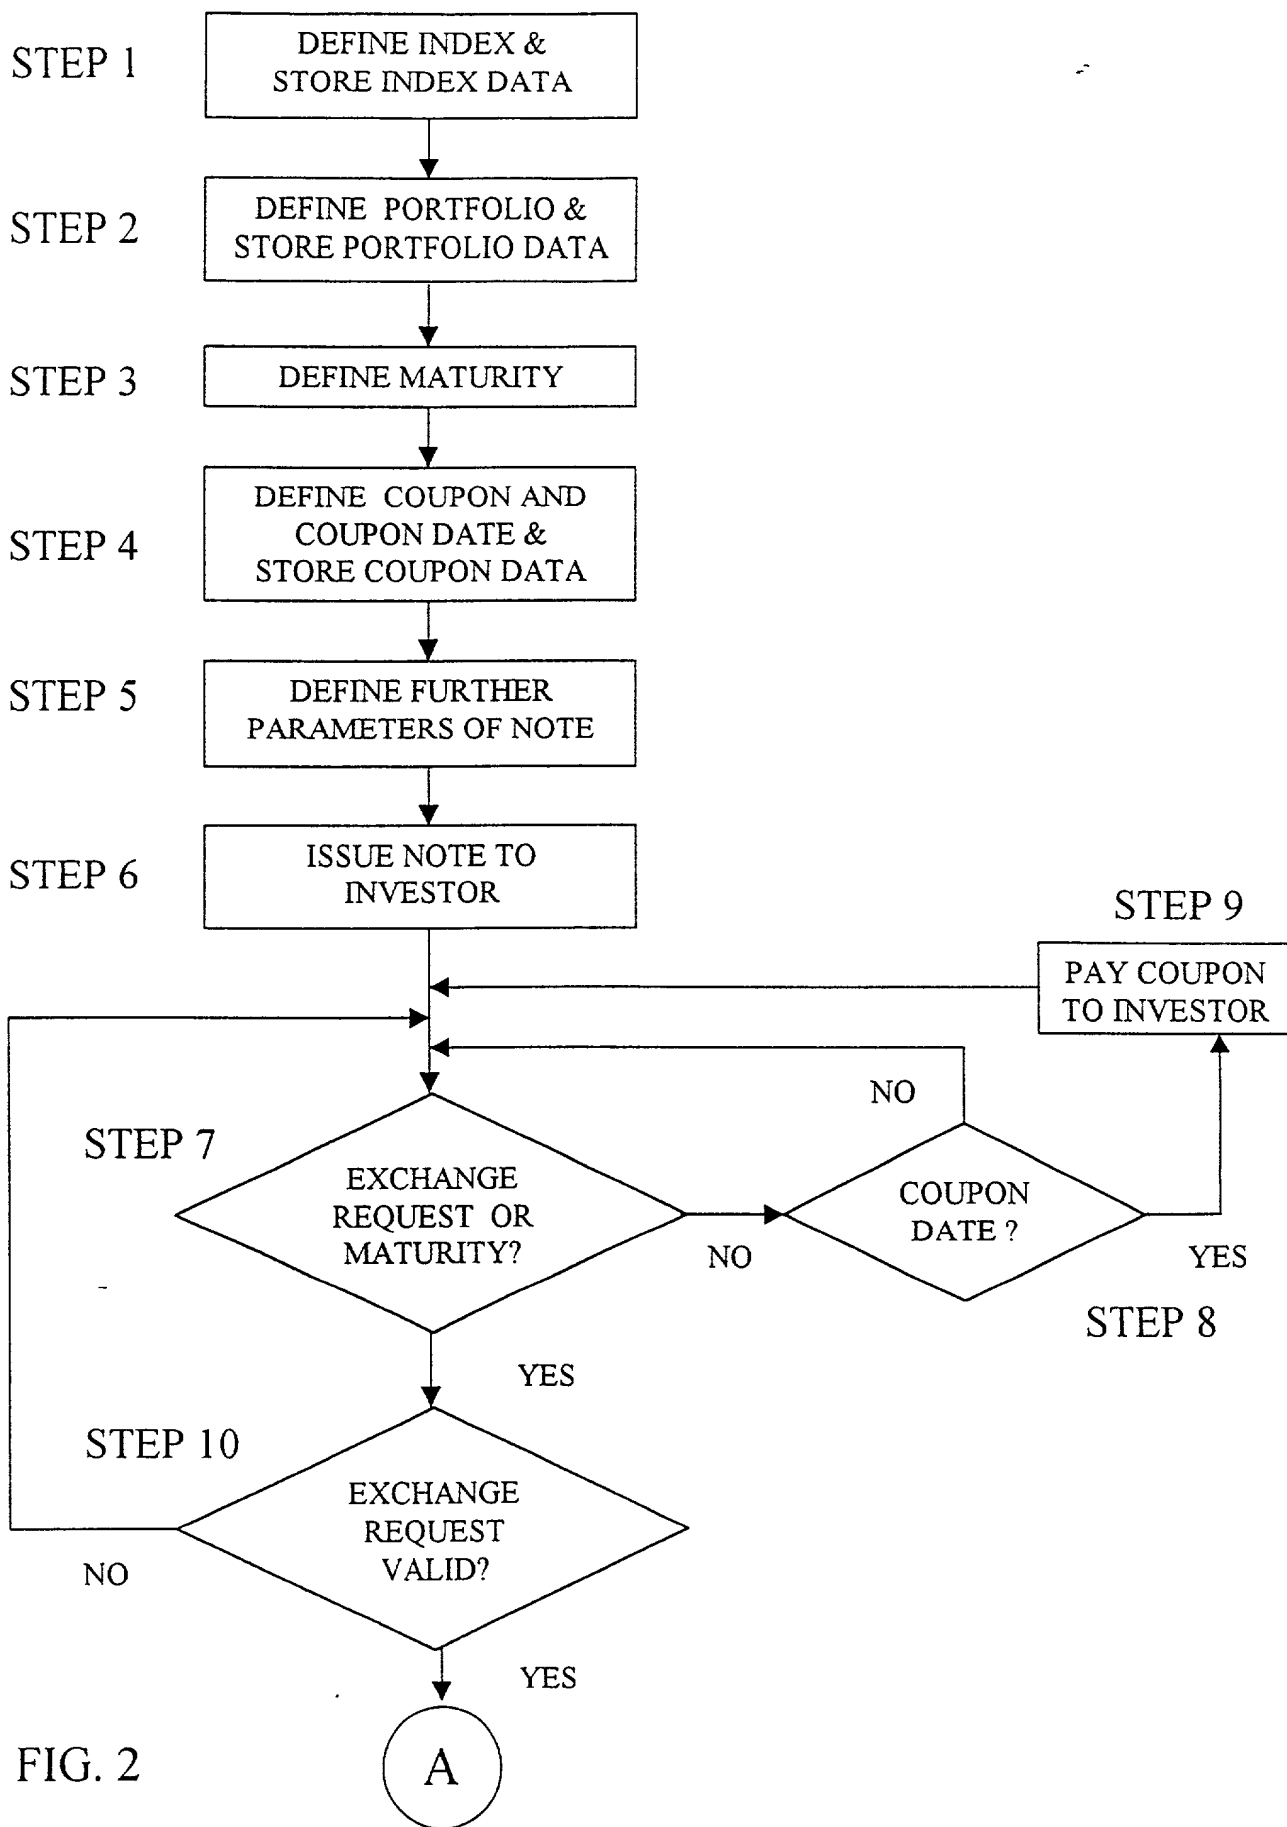 STEP 1
DEFINE INDEX &
STORE INDEX DATA
STEP 2
DEFINE PORTFOLIO &
STORE PORTFOLIO DATA
STEP 3
DEFINE MATURITY
STEP 4
DEFINE COUPON AND
COUPON DATE &
STORE COUPON DATA
STEP 5
DEFINE FURTHER
PARAMETERS OF NOTE
STEP 6
ISSUE NOTE TO
INVESTOR
STEP 9
PAY COUPON
TO INVESTOR
STEP 7
EXCHANGE
REQUEST OR
MATURITY?
NO
NO
COUPON
DATE ?
YES
STEP 8
YES
STEP 10
EXCHANGE
REQUEST
VALID?
NO
YES
A
FIG. 2